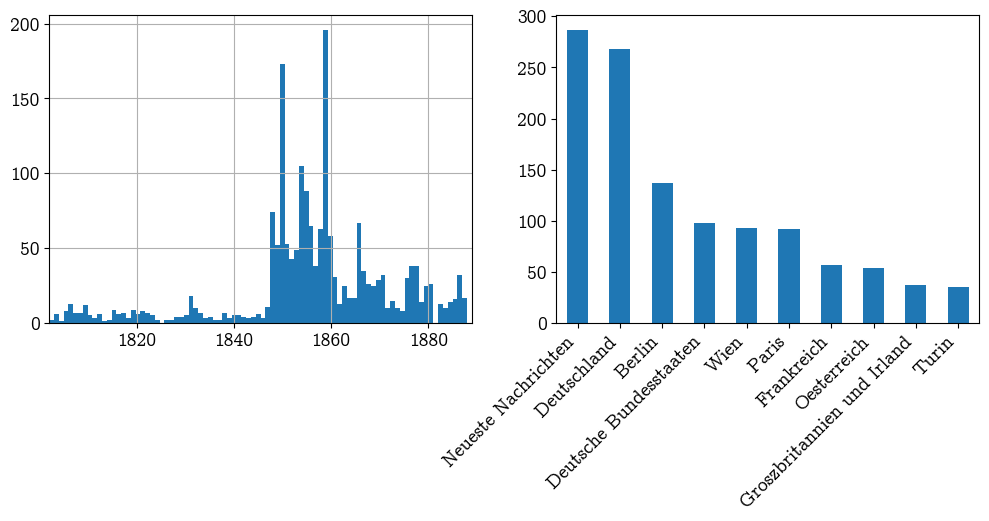 200
150
100
50
0
1820 1840 1860 1880
300
250
200
150
100
50
0
Neueste Nachrichten
Deutschland
Berlin
Deutsche Bundesstaaten
Wien
Paris
Frankreich
Oesterreich
Groszbritannien und Irland
Turin